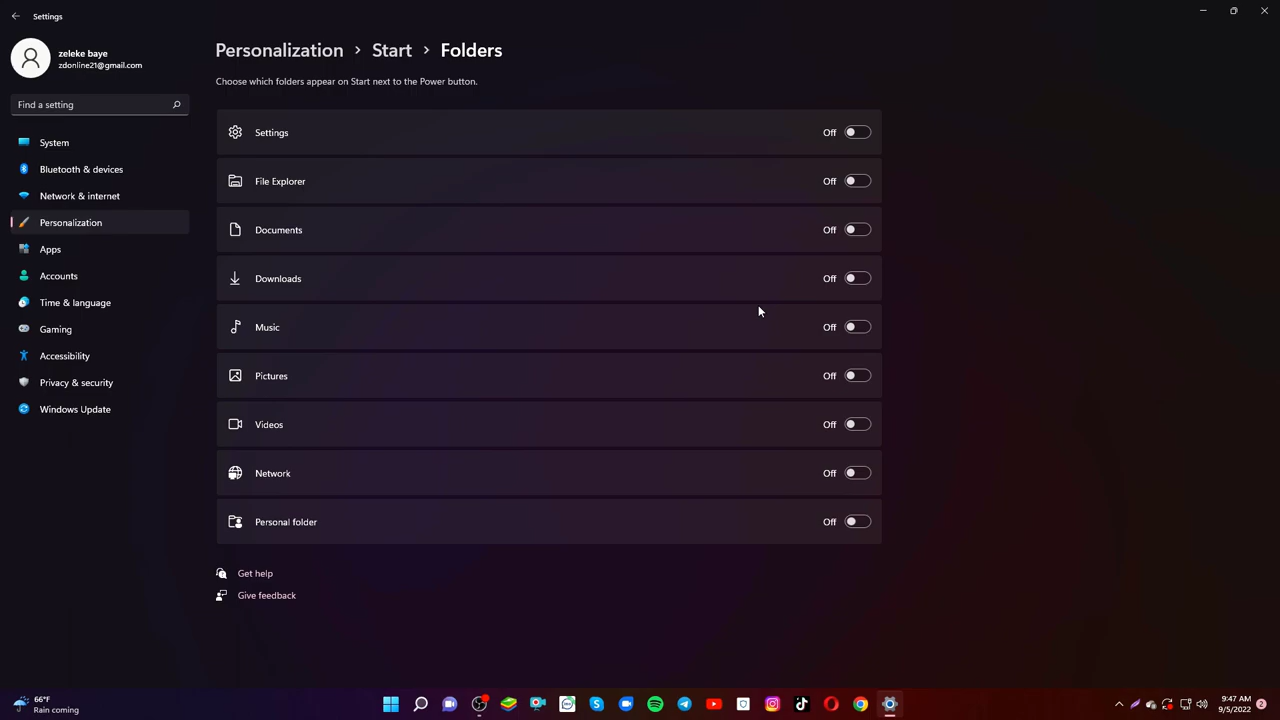 Settings
zeleke baye
zdonline21@gmail.com
Find a setting
System
Bluetooth & devices
Network & internet
Personalization
Apps
Accounts
Time & language
Gaming
Accessibility
Privacy & security
Windows Update
Personalization > Start > Folders
Choose which folders appear on Start next to the Power button.
Settings Off
File Explorer Off
Documents Off
Downloads Off
Music Off
Pictures Off
Videos Off
Network Off
Personal folder Off
Get help
Give feedback
66°F
Rain coming
9:47 AM
9/5/2022
2